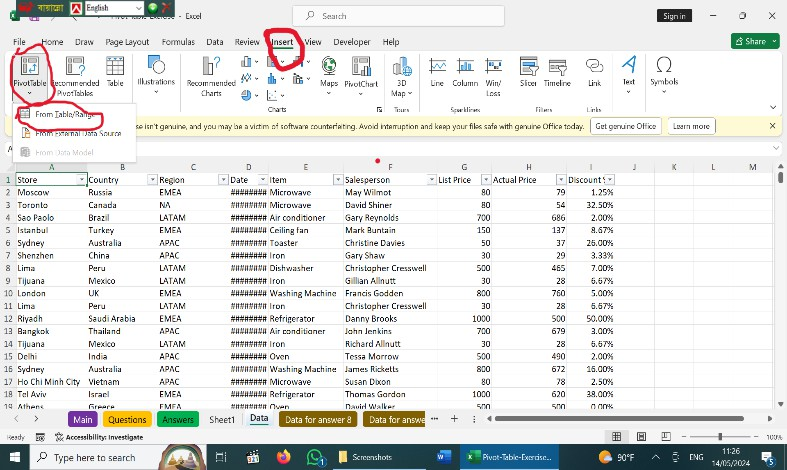 বায়ান্নো English
Pivot-Table-Exercise - Excel Search Sign in
File Home Draw Page Layout Formulas Data Review Insert View Developer Help Share
PivotTable Recommended PivotTables Table Illustrations Recommended Charts Maps PivotChart 3D Map Line Column Win/Loss Slicer Timeline Link Text Symbols
Charts Tours Sparklines Filters Links
From Table/Range
From External Data Source
From Data Model
se isn't genuine, and you may be a victim of software counterfeiting. Avoid interruption and keep your files safe with genuine Office today. Get genuine Office Learn more
A B C D E F G H I J K L M
1 Store Country Region Date Item Salesperson List Price Actual Price Discount %
2 Moscow Russia EMEA ######## Microwave May Wilmot 80 79 1.25%
3 Toronto Canada NA ######## Microwave David Shiner 80 54 32.50%
4 Sao Paolo Brazil LATAM ######## Air conditioner Gary Reynolds 700 686 2.00%
5 Istanbul Turkey EMEA ######## Ceiling fan Mark Buntain 150 137 8.67%
6 Sydney Australia APAC ######## Toaster Christine Davies 50 37 26.00%
7 Shenzhen China APAC ######## Iron Gary Shaw 30 29 3.33%
8 Lima Peru LATAM ######## Dishwasher Christopher Cresswell 500 465 7.00%
9 Tijuana Mexico LATAM ######## Iron Gillian Allnutt 30 28 6.67%
10 London UK EMEA ######## Washing Machine Francis Godden 800 760 5.00%
11 Lima Peru LATAM ######## Iron Christopher Cresswell 30 28 6.67%
12 Riyadh Saudi Arabia EMEA ######## Refrigerator Danny Brooks 1000 500 50.00%
13 Bangkok Thailand APAC ######## Air conditioner John Jenkins 700 679 3.00%
14 Tijuana Mexico LATAM ######## Iron Richard Allnutt 30 28 6.67%
15 Delhi India APAC ######## Oven Tessa Morrow 500 490 2.00%
16 Sydney Australia APAC ######## Washing Machine James Ricketts 800 672 16.00%
17 Ho Chi Minh City Vietnam APAC ######## Microwave Susan Dixon 80 78 2.50%
18 Tel Aviv Israel EMEA ######## Refrigerator Thomas Gordon 1000 620 38.00%
19 Athens Greece EMEA ######## Oven David Walker 500 500 0.00%
Main Questions Answers Sheet1 Data Data for answer 8 Data for answe
Ready Accessibility: Investigate 100%
Type here to search Screenshots Pivot-Table-Exercise... 90°F ENG 11:26
14/05/2024